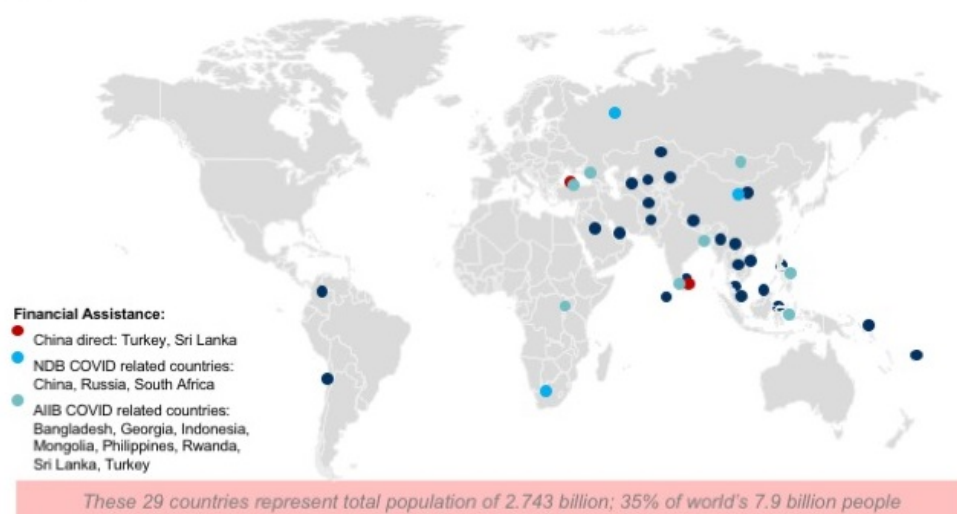 Financial Assistance:
China direct: Turkey, Sri Lanka
NDB COVID related countries:
China, Russia, South Africa
AIIB COVID related countries:
Bangladesh, Georgia, Indonesia,
Mongolia, Philippines, Rwanda,
Sri Lanka, Turkey
These 29 countries represent total population of 2.743 billion; 35% of world's 7.9 billion people